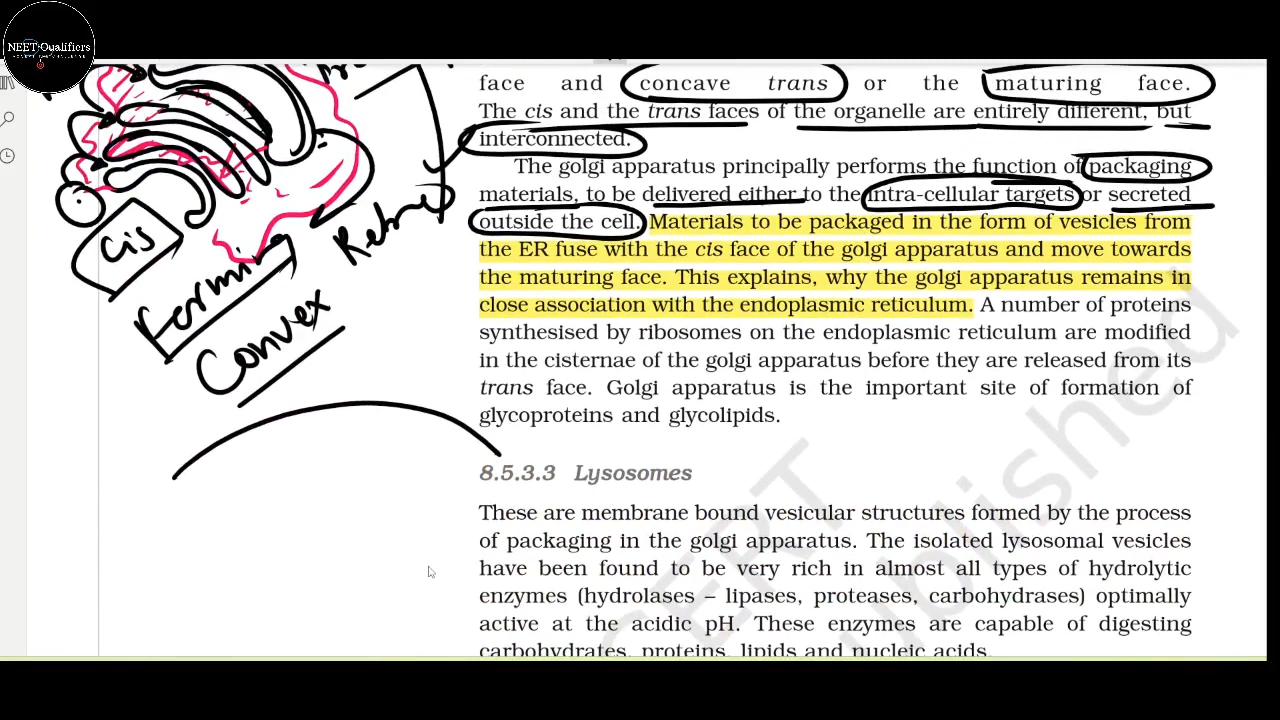 NEET Qualifiers
face and concave trans or the maturing face.
The cis and the trans faces of the organelle are entirely different, but
interconnected.
The golgi apparatus principally performs the function of packaging
materials, to be delivered either to the intra-cellular targets or secreted
outside the cell. Materials to be packaged in the form of vesicles from
the ER fuse with the cis face of the golgi apparatus and move towards
the maturing face. This explains, why the golgi apparatus remains in
close association with the endoplasmic reticulum. A number of proteins
synthesised by ribosomes on the endoplasmic reticulum are modified
in the cisternae of the golgi apparatus before they are released from its
trans face. Golgi apparatus is the important site of formation of
glycoproteins and glycolipids.
8.5.3.3 Lysosomes
These are membrane bound vesicular structures formed by the process
of packaging in the golgi apparatus. The isolated lysosomal vesicles
have been found to be very rich in almost all types of hydrolytic
enzymes (hydrolases – lipases, proteases, carbohydrases) optimally
active at the acidic pH. These enzymes are capable of digesting
carbohydrates, proteins, lipids and nucleic acids.
Cis
Convex